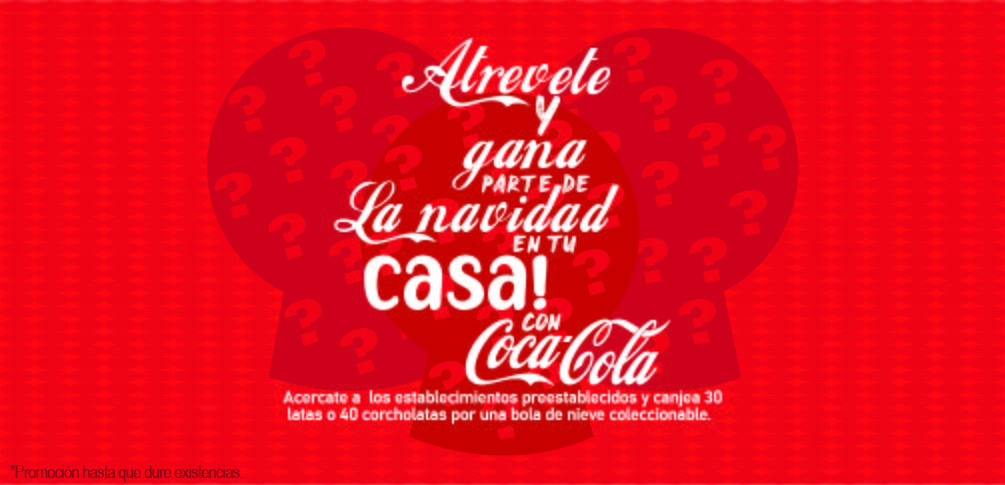 Atrevete
y
gana
PARTE DE
La navidad
EN TU
casa!
CON
Coca-Cola
Acercate a los establecimientos preestablecidos y canjea 30
latas o 40 corcholatas por una bola de nieve coleccionable.
*Promoción hasta que dure existencias.